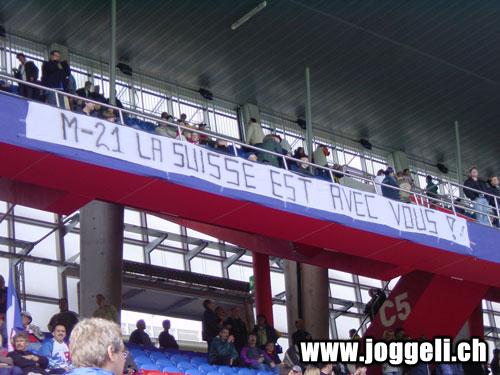 M-21 LA SUISSE EST AVEC VOUS !
C5
www.joggeli.ch